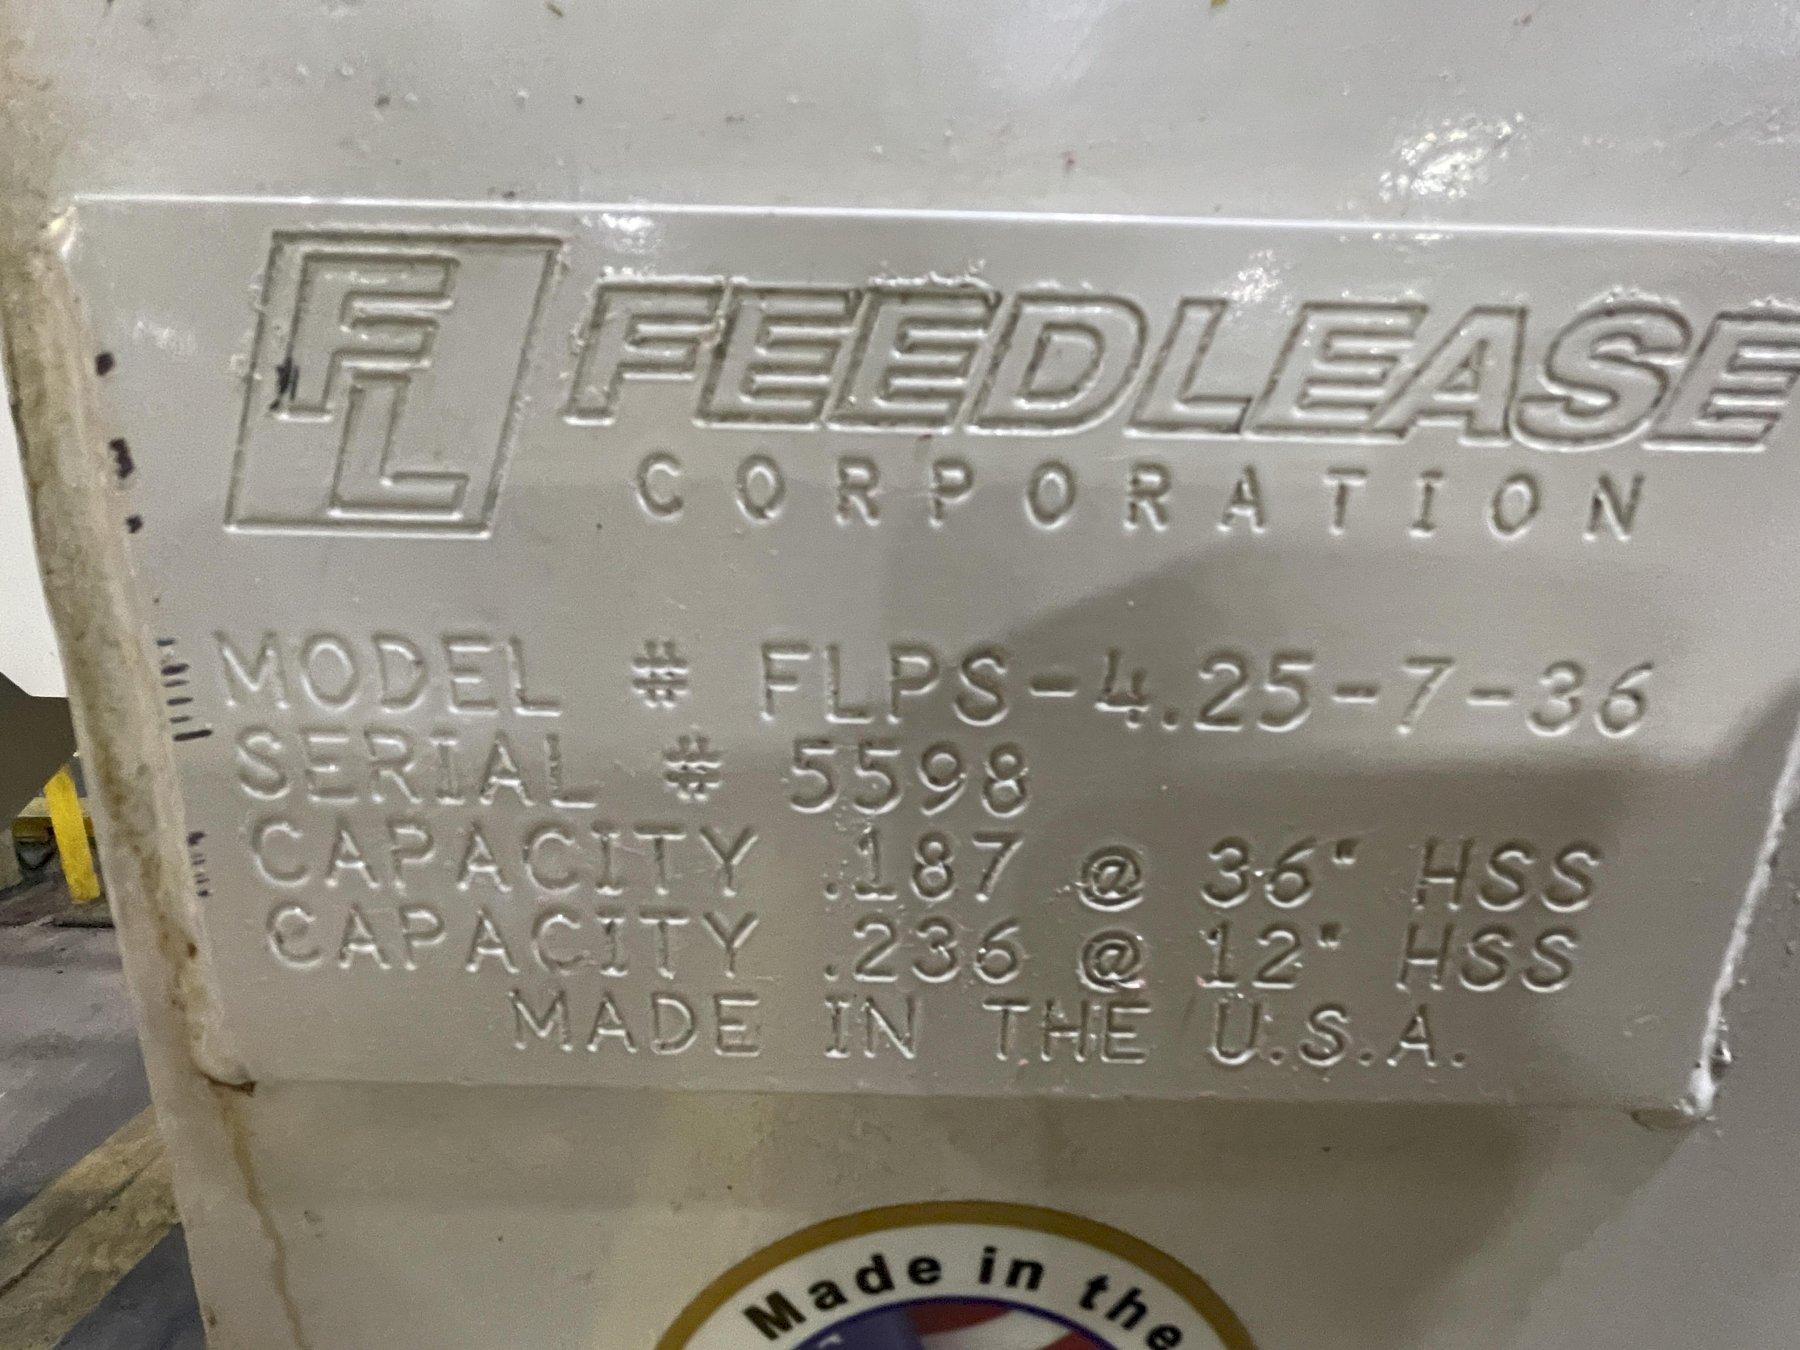 FL FEEDLEASE
CORPORATION
MODEL # FLPS-4.25-7-36
SERIAL # 5598
CAPACITY .187 @ 36" HSS
CAPACITY .236 @ 12" HSS
MADE IN THE U.S.A.
Made in the